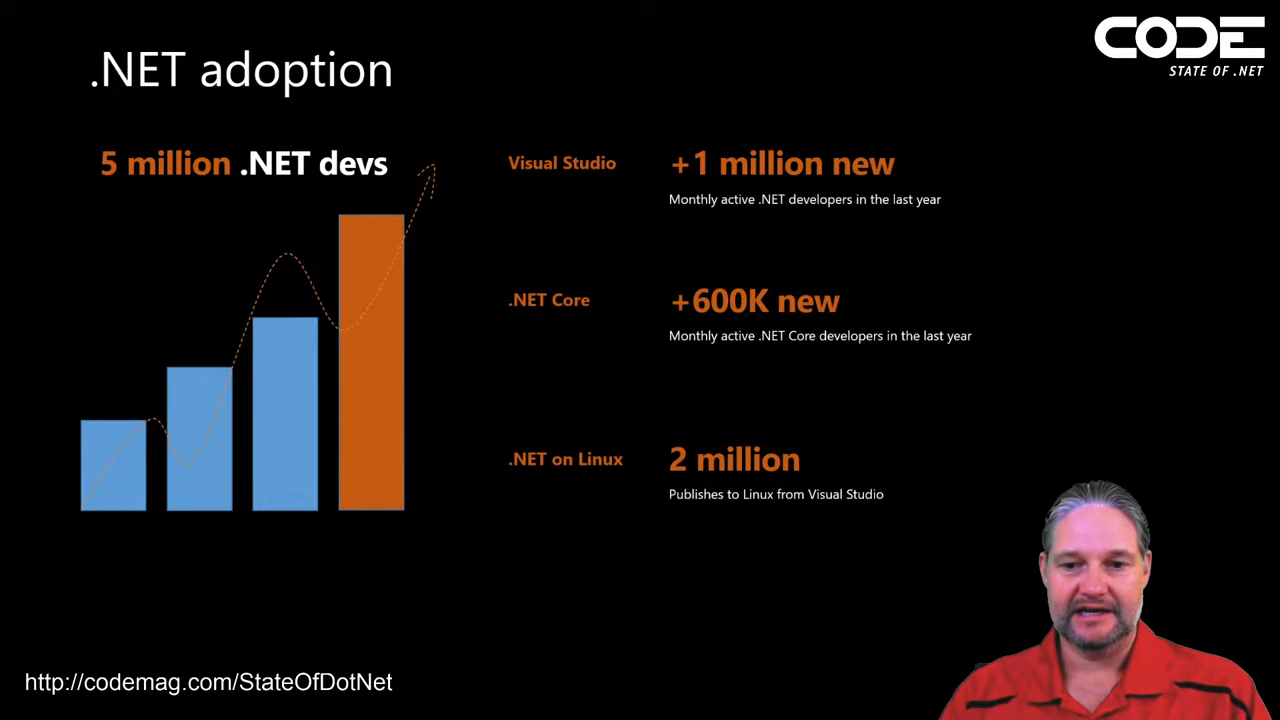 .NET adoption
CODE
STATE OF .NET
5 million .NET devs
Visual Studio
+1 million new
Monthly active .NET developers in the last year
.NET Core
+600K new
Monthly active .NET Core developers in the last year
.NET on Linux
2 million
Publishes to Linux from Visual Studio
http://codemag.com/StateOfDotNet